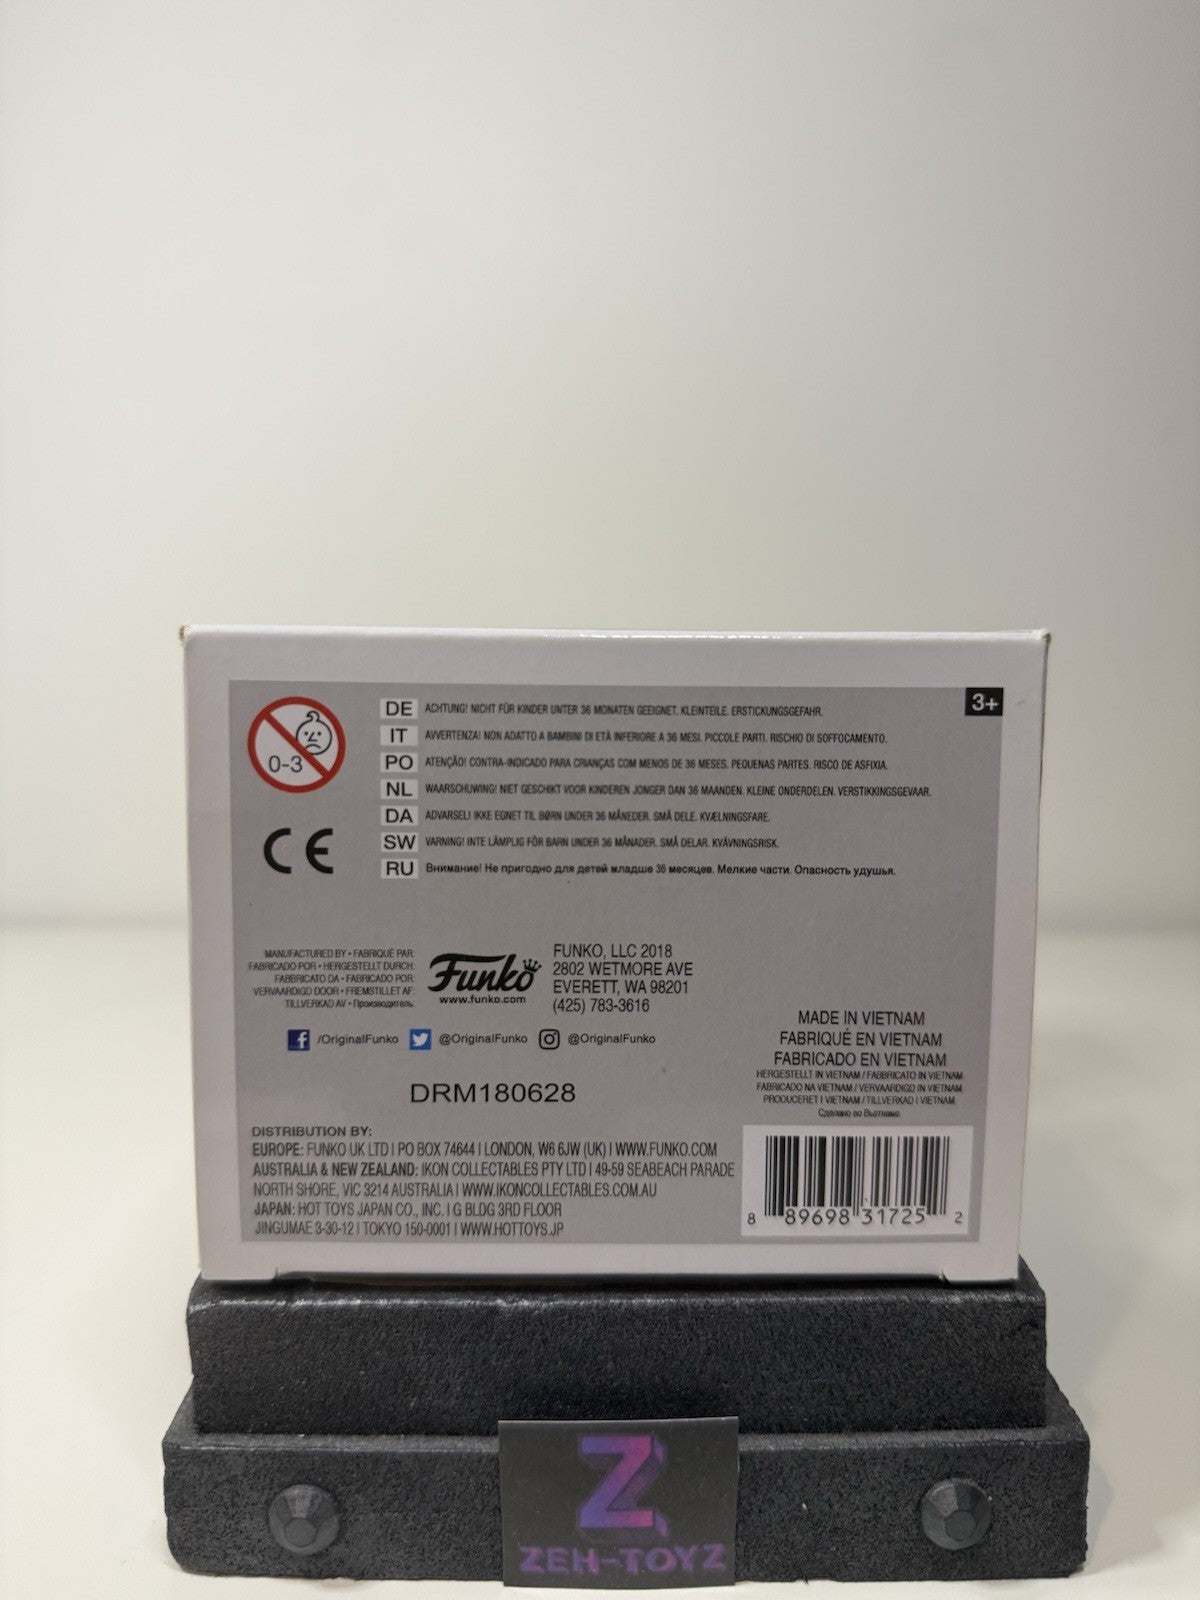 3+
0-3
DE ACHTUNG! NICHT FÜR KINDER UNTER 36 MONATEN GEEIGNET. KLEINTEILE. ERSTICKUNGSGEFAHR.
IT AVVERTENZA! NON ADATTO A BAMBINI DI ETÀ INFERIORE A 36 MESI. PICCOLE PARTI. RISCHIO DI SOFFOCAMENTO.
PO ATENÇÃO! CONTRA-INDICADO PARA CRIANÇAS COM MENOS DE 36 MESES. PEQUENAS PARTES. RISCO DE ASFIXIA.
NL WAARSCHUWING! NIET GESCHIKT VOOR KINDEREN JONGER DAN 36 MAANDEN. KLEINE ONDERDELEN. VERSTIKKINGSGEVAAR.
DA ADVARSEL! IKKE EGNET TIL BØRN UNDER 36 MÅNEDER. SMÅ DELE. KVÆLNINGSFARE.
SW VARNING! INTE LÄMPLIG FÖR BARN UNDER 36 MÅNADER. SMÅ DELAR. KVÄVNINGSRISK.
RU Внимание! Не пригодно для детей младше 36 месяцев. Мелкие части. Опасность удушья.
CE
MANUFACTURED BY • FABRIQUÉ PAR:
FABRICADO POR • HERGESTELLT DURCH:
FABBRICATO DA • FABRICADO POR:
VERVAARDIGD DOOR • FREMSTILLET AF:
TILLVERKAD AV • Производитель:
Funko
www.funko.com
FUNKO, LLC 2018
2802 WETMORE AVE
EVERETT, WA 98201
(425) 783-3616
/OriginalFunko @OriginalFunko @OriginalFunko
DRM180628
MADE IN VIETNAM
FABRIQUÉ EN VIETNAM
FABRICADO EN VIETNAM
HERGESTELLT IN VIETNAM / FABBRICATO IN VIETNAM
FABRICADO NA VIETNAM / VERVAARDIGD IN VIETNAM
PRODUCERET I VIETNAM / TILLVERKAD I VIETNAM
Сделано во Вьетнаме
DISTRIBUTION BY:
EUROPE: FUNKO UK LTD | PO BOX 74644 | LONDON, W6 6JW (UK) | WWW.FUNKO.COM
AUSTRALIA & NEW ZEALAND: IKON COLLECTABLES PTY LTD | 49-59 SEABEACH PARADE
NORTH SHORE, VIC 3214 AUSTRALIA | WWW.IKONCOLLECTABLES.COM.AU
JAPAN: HOT TOYS JAPAN CO., INC. | G BLDG 3RD FLOOR
JINGUMAE 3-30-12 | TOKYO 150-0001 | WWW.HOTTOYS.JP
8 89698 31725 2
Z
ZEH-TOYZ